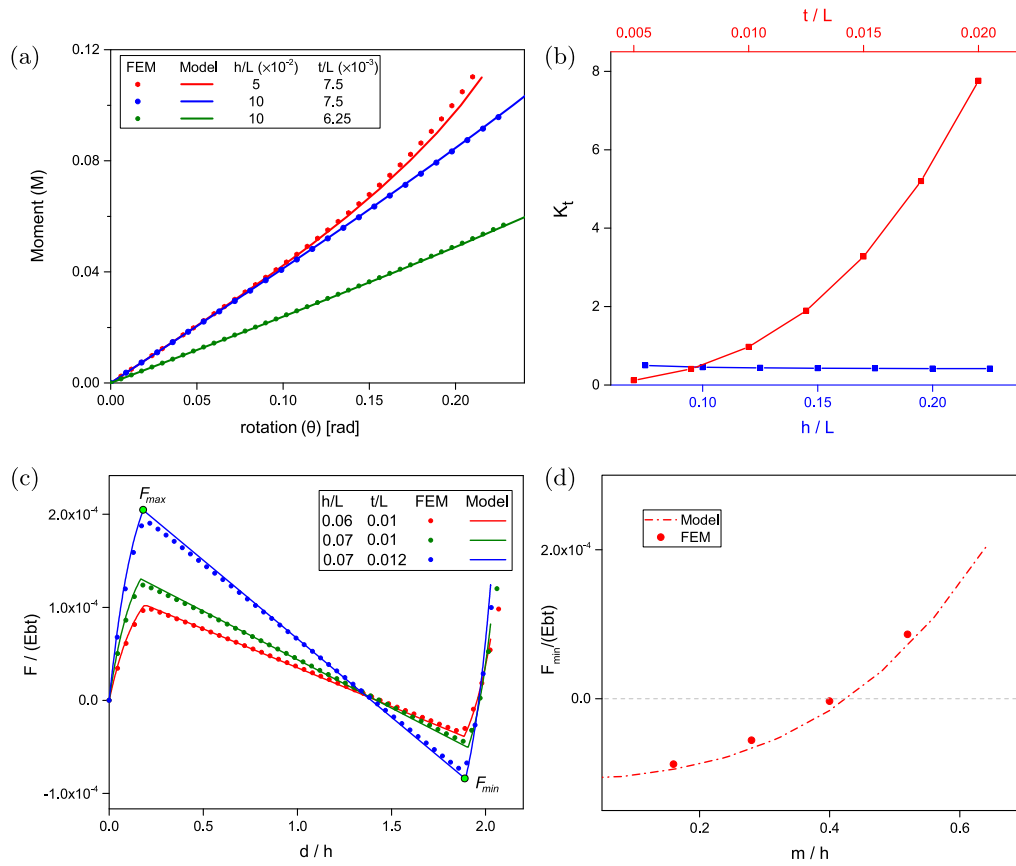 (a)
0.12
0.08
0.04
0.00
Moment (M)
FEM Model h/L (×10⁻²) t/L (×10⁻³)
5 7.5
10 7.5
10 6.25
0.00 0.05 0.10 0.15 0.20
rotation (θ) [rad]
(b)
t / L
0.005 0.010 0.015 0.020
8
6
4
2
0
K_t
0.10 0.15 0.20
h / L
(c)
2.0x10⁻⁴
1.0x10⁻⁴
0.0
-1.0x10⁻⁴
F / (Ebt)
F_max
h/L t/L FEM Model
0.06 0.01
0.07 0.01
0.07 0.012
F_min
0.0 0.5 1.0 1.5 2.0
d / h
(d)
2.0x10⁻⁴
0.0
F_min/(Ebt)
Model
FEM
0.2 0.4 0.6
m / h